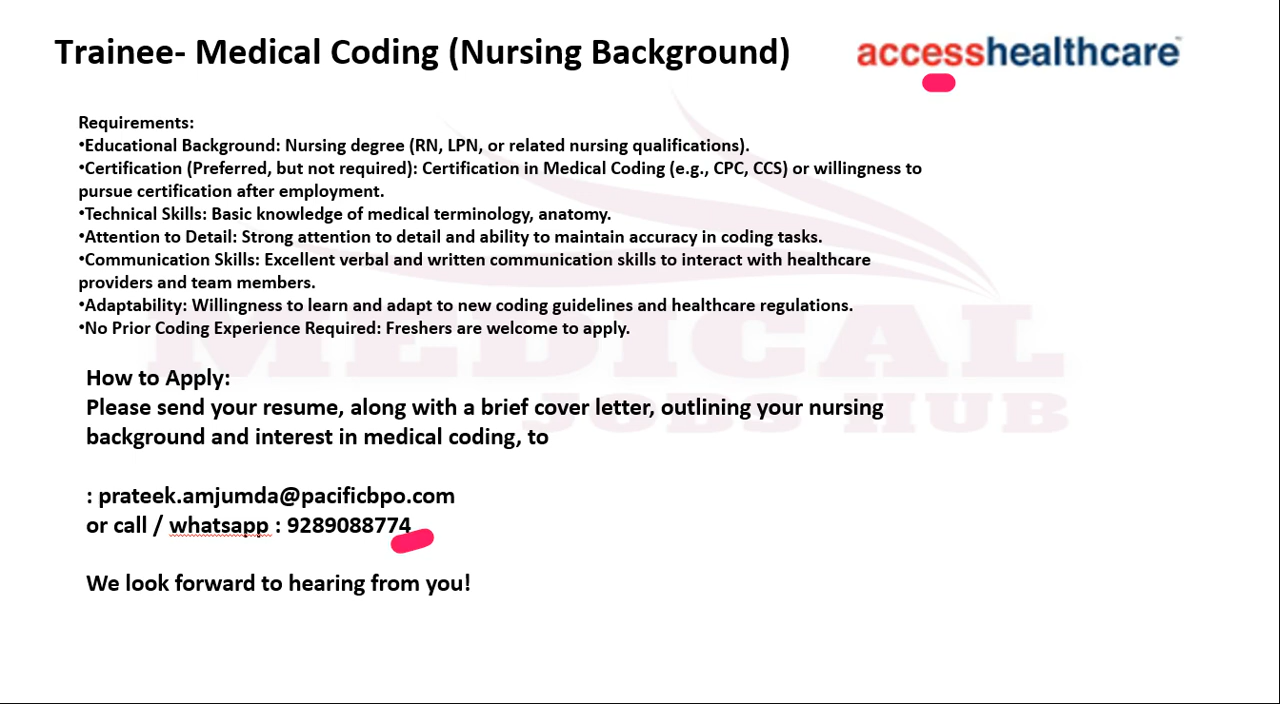 Trainee- Medical Coding (Nursing Background)
accesshealthcare™
Requirements:
•Educational Background: Nursing degree (RN, LPN, or related nursing qualifications).
•Certification (Preferred, but not required): Certification in Medical Coding (e.g., CPC, CCS) or willingness to
pursue certification after employment.
•Technical Skills: Basic knowledge of medical terminology, anatomy.
•Attention to Detail: Strong attention to detail and ability to maintain accuracy in coding tasks.
•Communication Skills: Excellent verbal and written communication skills to interact with healthcare
providers and team members.
•Adaptability: Willingness to learn and adapt to new coding guidelines and healthcare regulations.
•No Prior Coding Experience Required: Freshers are welcome to apply.
MEDICAL
JOBS HUB
How to Apply:
Please send your resume, along with a brief cover letter, outlining your nursing
background and interest in medical coding, to
: prateek.amjumda@pacificbpo.com
or call / whatsapp : 9289088774
We look forward to hearing from you!